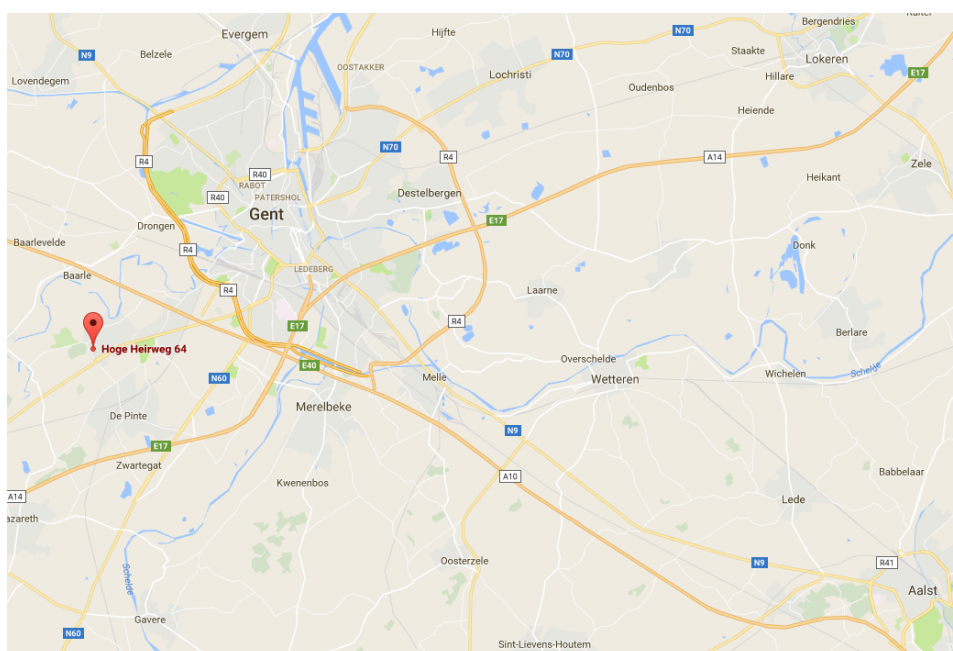 Ruiter
Bergendries
Evergem
Hijfte
N70
N9
Belzele
Staakte
Lokeren
OOSTAKKER
Lochristi
E17
Lovendegem
Hillare
Oudenbos
Heiende
N70
R4
R4
A14
Zele
R40
RABOT
Heikant
R40
PATERSHOL
Destelbergen
Gent
E17
Drongen
Baarlevelde
R4
Donk
LEDEBERG
Baarle
R4
Laarne
R4
E17
Berlare
Hoge Heirweg 64
Overschelde
E40
N60
Melle
Wetteren
Wichelen
Schelde
Merelbeke
De Pinte
N9
E17
Zwartegat
Babbelaar
A10
Kwenenbos
A14
Lede
azareth
Oosterzele
N9
R41
Schelde
Aalst
Gavere
N60
Sint-Lievens-Houtem